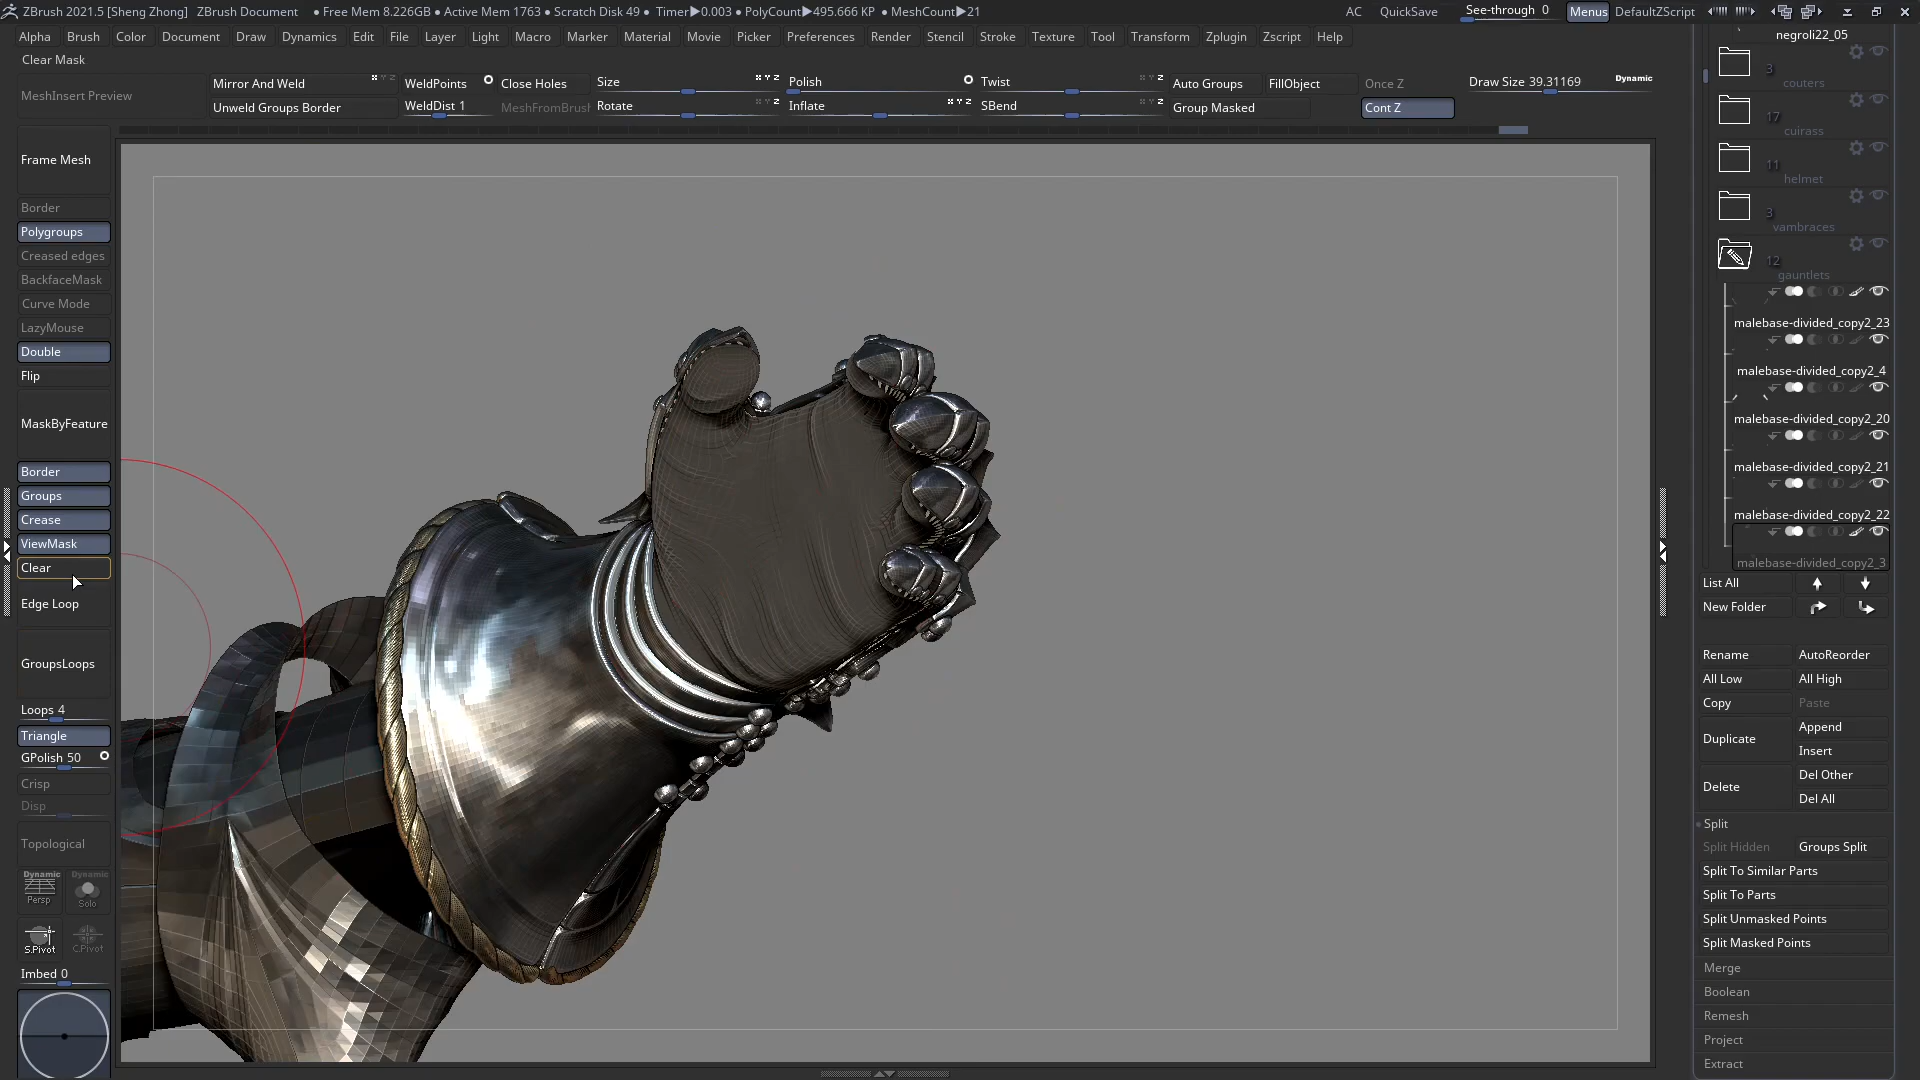 ZBrush 2021.5 [Sheng Zhong] ZBrush Document • Free Mem 8.226GB • Active Mem 1763 • Scratch Disk 49 • Timer▶0.003 • PolyCount▶495.666 KP • MeshCount▶21 AC QuickSave See-through 0 Menus DefaultZScript
Alpha Brush Color Document Draw Dynamics Edit File Layer Light Macro Marker Material Movie Picker Preferences Render Stencil Stroke Texture Tool Transform Zplugin Zscript Help
Clear Mask
MeshInsert Preview
Mirror And Weld WeldPoints Close Holes Size Polish Twist Auto Groups FillObject Once Z Draw Size 39.31169 Dynamic
Unweld Groups Border WeldDist 1 MeshFromBrush Rotate Inflate SBend Group Masked Cont Z
Frame Mesh
Border
Polygroups
Creased edges
BackfaceMask
Curve Mode
LazyMouse
Double
Flip
MaskByFeature
Border
Groups
Crease
ViewMask
Clear
Edge Loop
GroupsLoops
Loops 4
Triangle
GPolish 50
Crisp
Disp
Topological
Dynamic Dynamic
Persp Solo
S.Pivot C.Pivot
Imbed 0
negroli22_05
3
couters
17
cuirass
11
helmet
3
vambraces
12
gauntlets
malebase-divided_copy2_23
malebase-divided_copy2_4
malebase-divided_copy2_20
malebase-divided_copy2_21
malebase-divided_copy2_22
malebase-divided_copy2_3
List All
New Folder
Rename AutoReorder
All Low All High
Copy Paste
Duplicate Append
Insert
Delete Del Other
Del All
Split
Split Hidden Groups Split
Split To Similar Parts
Split To Parts
Split Unmasked Points
Split Masked Points
Merge
Boolean
Remesh
Project
Extract